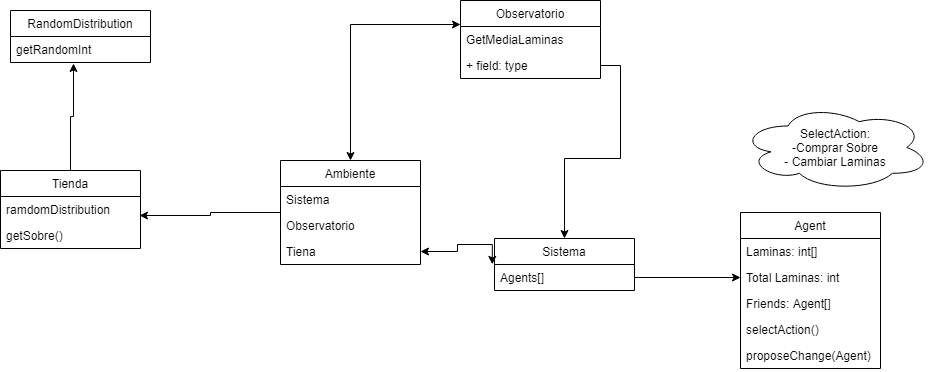 RandomDistribution
getRandomInt
Observatorio
GetMediaLaminas
+ field: type
SelectAction:
-Comprar Sobre
- Cambiar Laminas
Tienda
ramdomDistribution
getSobre()
Ambiente
Sistema
Observatorio
Tiena
Sistema
Agents[]
Agent
Laminas: int[]
Total Laminas: int
Friends: Agent[]
selectAction()
proposeChange(Agent)